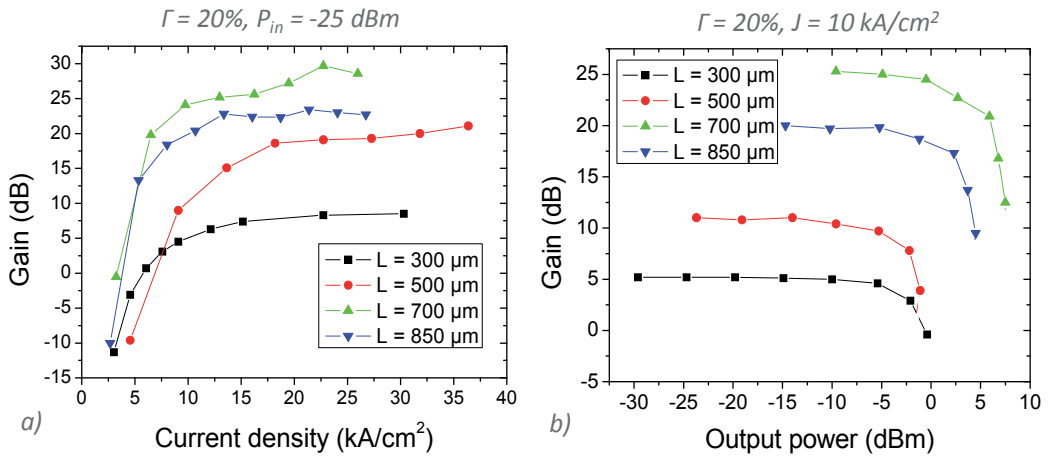 Γ = 20%, P_in = -25 dBm
Gain (dB)
30
25
20
15
10
5
0
-5
-10
-15
L = 300 µm
L = 500 µm
L = 700 µm
L = 850 µm
0 5 10 15 20 25 30 35 40
Current density (kA/cm²)
a)
Γ = 20%, J = 10 kA/cm²
Gain (dB)
25
20
15
10
5
0
-5
L = 300 µm
L = 500 µm
L = 700 µm
L = 850 µm
-30 -25 -20 -15 -10 -5 0 5 10
Output power (dBm)
b)